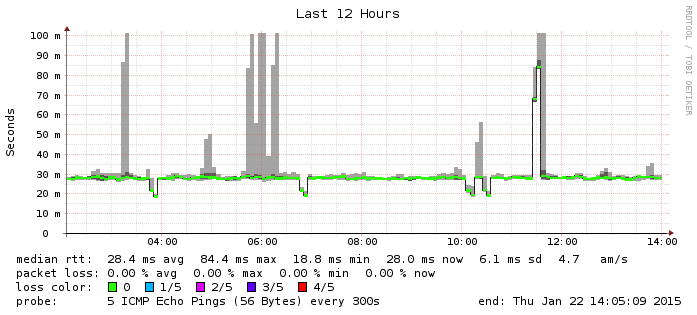 Last 12 Hours
RRDTOOL / TOBI OETIKER
Seconds
100 m
90 m
80 m
70 m
60 m
50 m
40 m
30 m
20 m
10 m
0
04:00 06:00 08:00 10:00 12:00 14:00
median rtt: 28.4 ms avg 84.4 ms max 18.8 ms min 28.0 ms now 6.1 ms sd 4.7 am/s
packet loss: 0.00 % avg 0.00 % max 0.00 % min 0.00 % now
loss color: 0 1/5 2/5 3/5 4/5
probe: 5 ICMP Echo Pings (56 Bytes) every 300s end: Thu Jan 22 14:05:09 2015